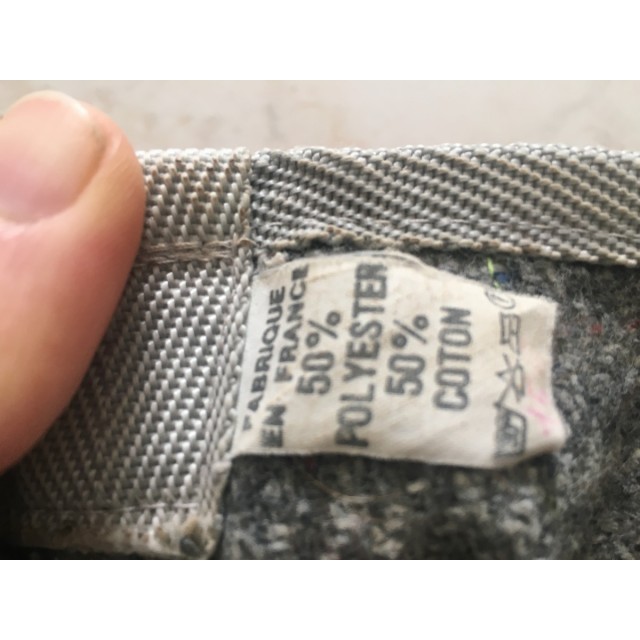 FABRIQUE
EN FRANCE
50%
POLYESTER
50%
COTON